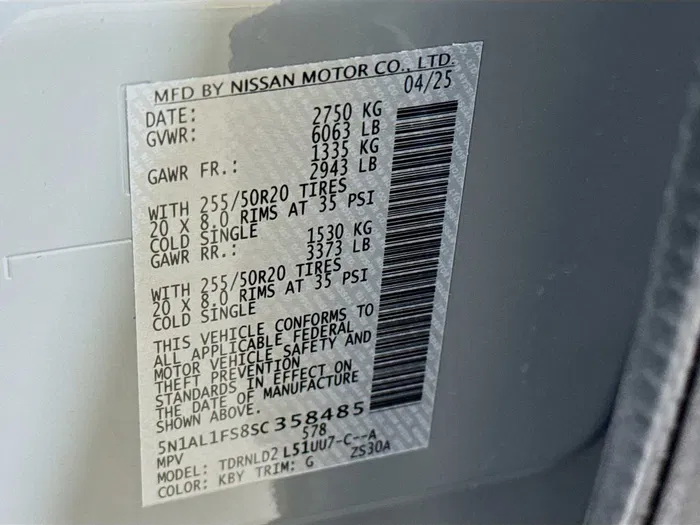 MFD BY NISSAN MOTOR CO., LTD.
DATE: 04/25
GVWR: 2750 KG
6063 LB
GAWR FR.: 1335 KG
2943 LB
WITH 255/50R20 TIRES
20 X 8.0 RIMS AT 35 PSI
COLD SINGLE
GAWR RR.: 1530 KG
3373 LB
WITH 255/50R20 TIRES
20 X 8.0 RIMS AT 35 PSI
COLD SINGLE
THIS VEHICLE CONFORMS TO
ALL APPLICABLE FEDERAL
MOTOR VEHICLE SAFETY AND
THEFT PREVENTION
STANDARDS IN EFFECT ON
THE DATE OF MANUFACTURE
SHOWN ABOVE.
5N1AL1FS8SC358485
MPV 578
MODEL: TDRNLD2 L51UU7-C--A
COLOR: KBY TRIM: G ZS30A